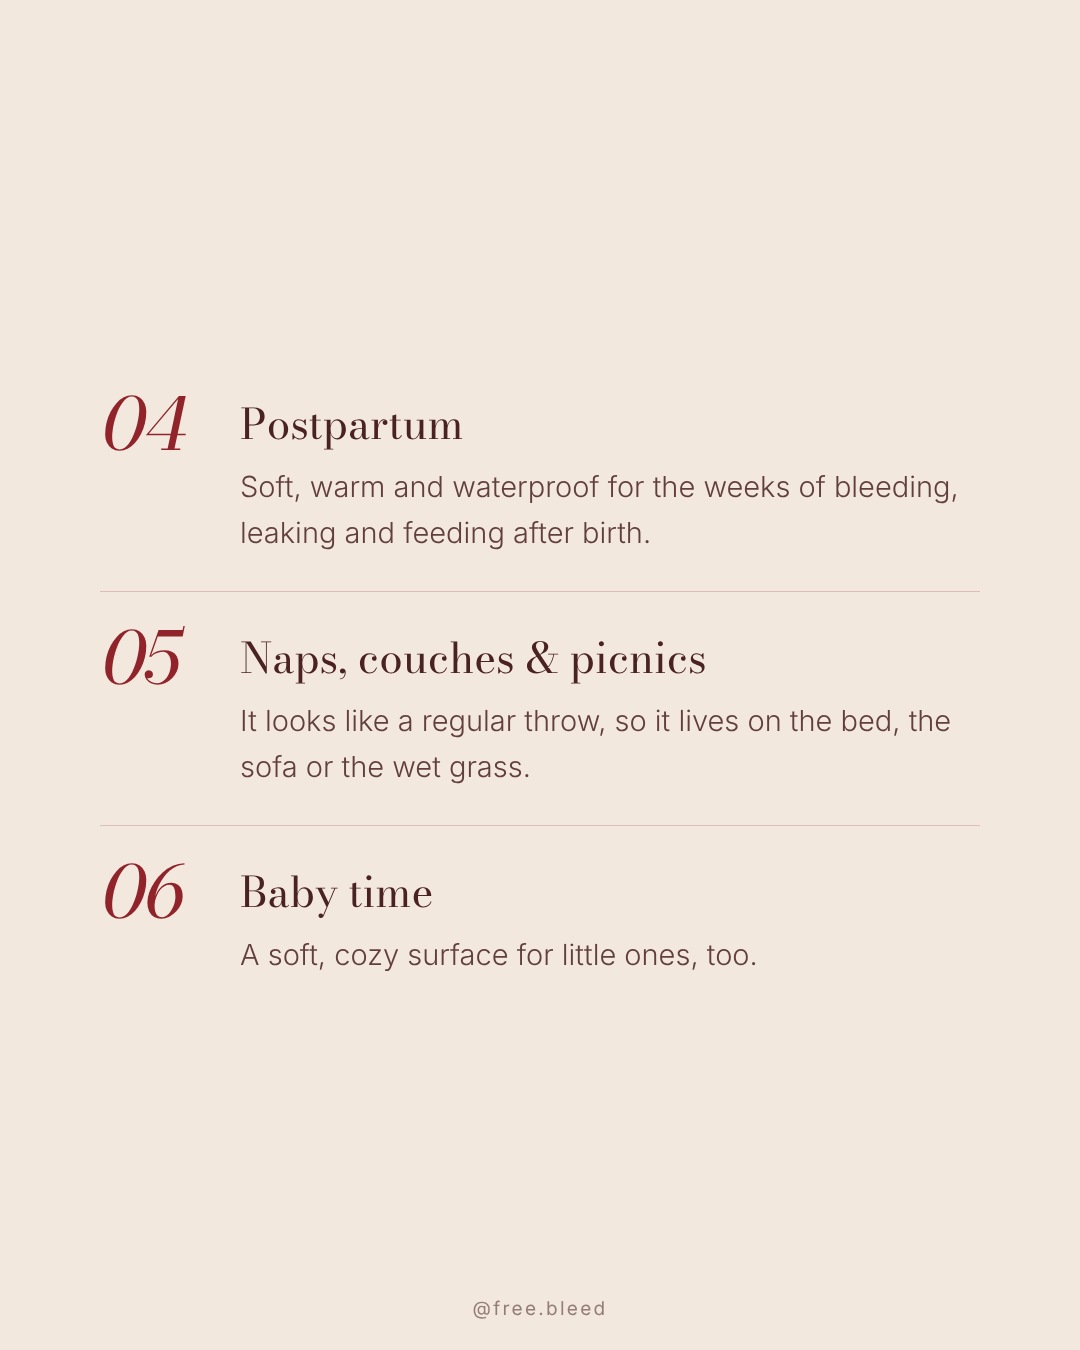 04
Postpartum
Soft, warm and waterproof for the weeks of bleeding,
leaking and feeding after birth.
05
Naps, couches & picnics
It looks like a regular throw, so it lives on the bed, the
sofa or the wet grass.
06
Baby time
A soft, cozy surface for little ones, too.
@free.bleed